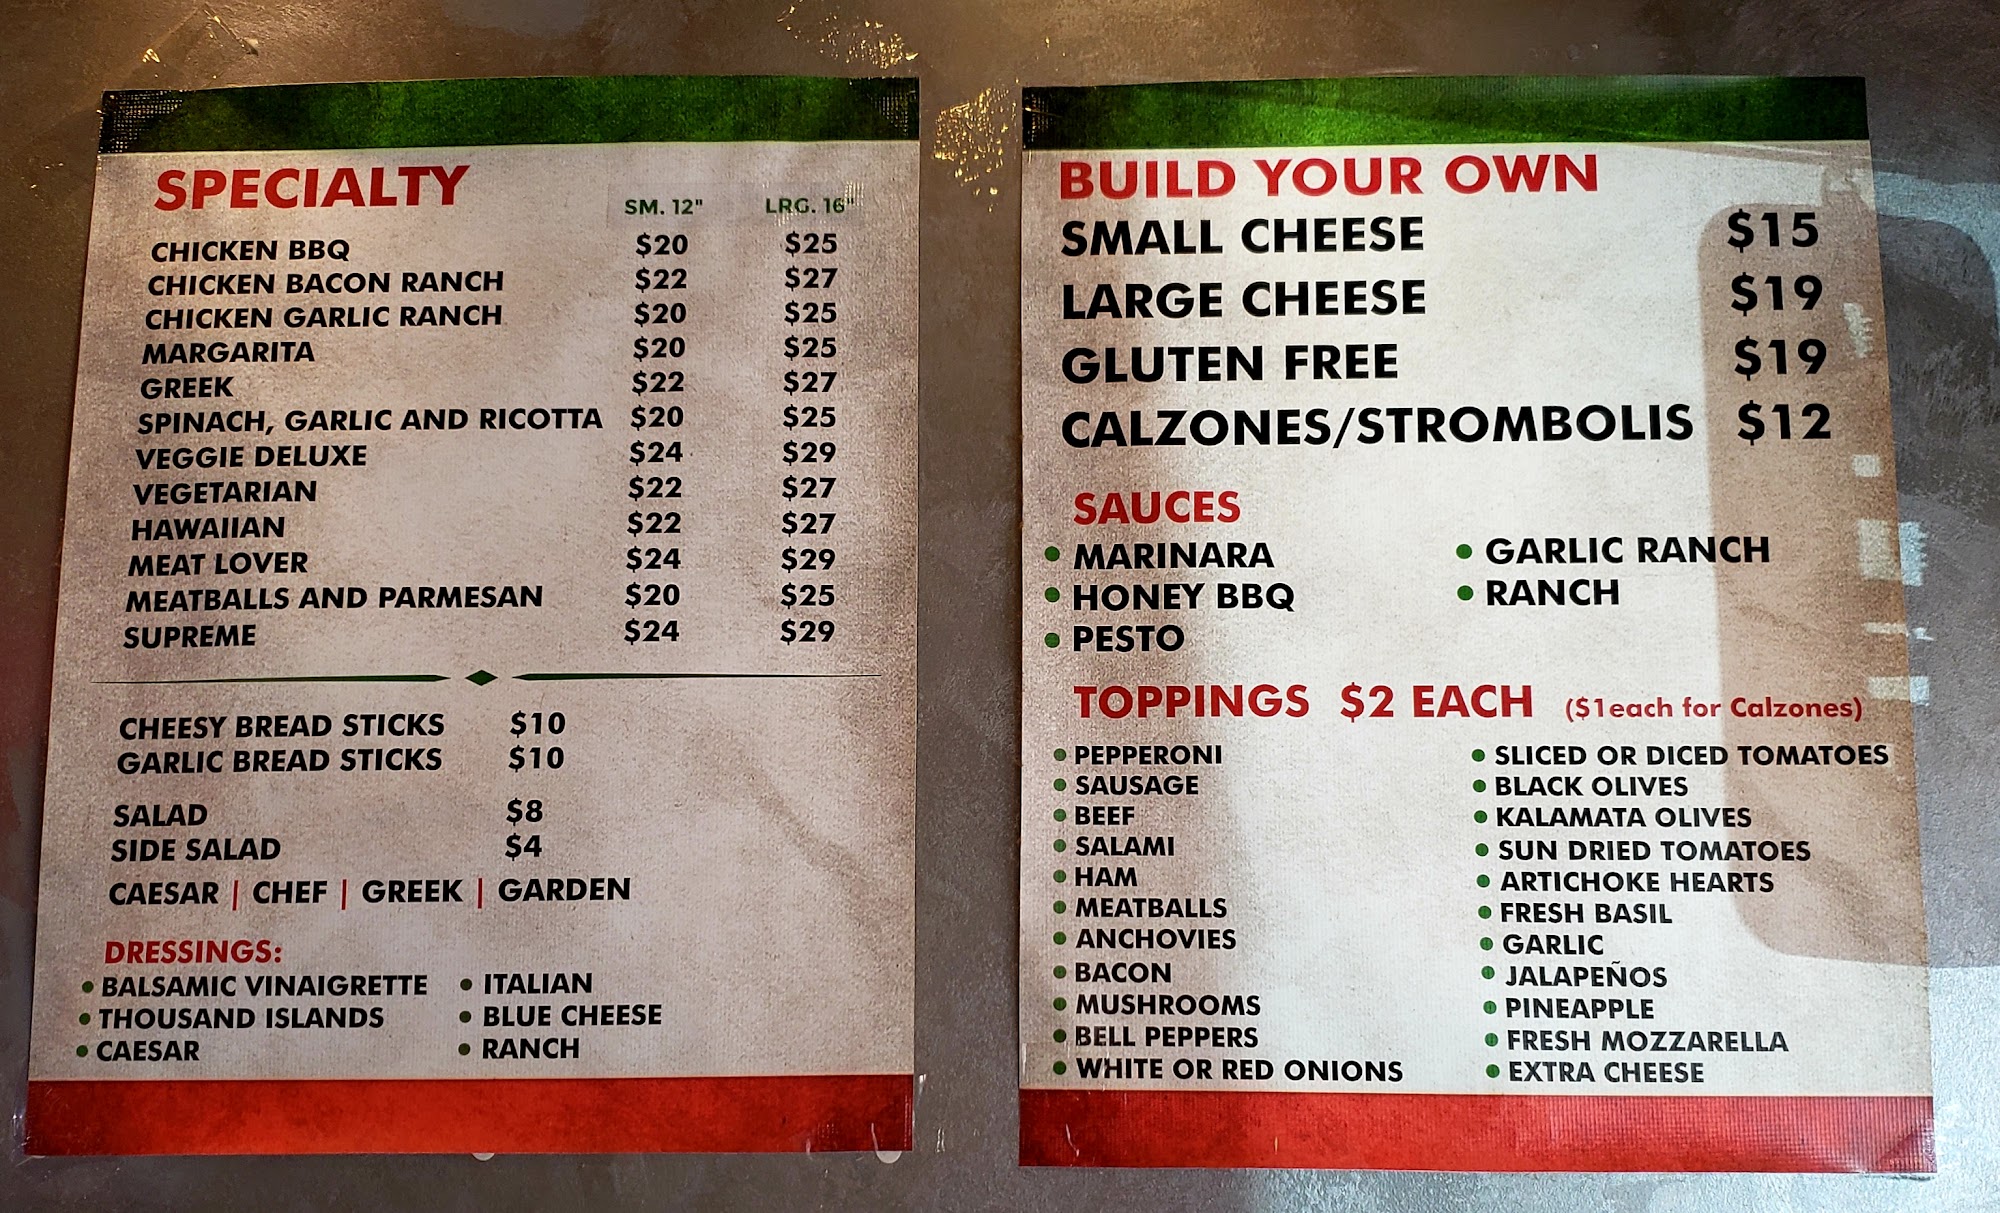 SPECIALTY SM. 12" LRG. 16"
CHICKEN BBQ $20 $25
CHICKEN BACON RANCH $22 $27
CHICKEN GARLIC RANCH $20 $25
MARGARITA $20 $25
GREEK $22 $27
SPINACH, GARLIC AND RICOTTA $20 $25
VEGGIE DELUXE $24 $29
VEGETARIAN $22 $27
HAWAIIAN $22 $27
MEAT LOVER $24 $29
MEATBALLS AND PARMESAN $20 $25
SUPREME $24 $29
CHEESY BREAD STICKS $10
GARLIC BREAD STICKS $10
SALAD $8
SIDE SALAD $4
CAESAR | CHEF | GREEK | GARDEN
DRESSINGS:
• BALSAMIC VINAIGRETTE • ITALIAN
• THOUSAND ISLANDS • BLUE CHEESE
• CAESAR • RANCH
BUILD YOUR OWN
SMALL CHEESE $15
LARGE CHEESE $19
GLUTEN FREE $19
CALZONES/STROMBOLIS $12
SAUCES
• MARINARA • GARLIC RANCH
• HONEY BBQ • RANCH
• PESTO
TOPPINGS $2 EACH ($1each for Calzones)
• PEPPERONI • SLICED OR DICED TOMATOES
• SAUSAGE • BLACK OLIVES
• BEEF • KALAMATA OLIVES
• SALAMI • SUN DRIED TOMATOES
• HAM • ARTICHOKE HEARTS
• MEATBALLS • FRESH BASIL
• ANCHOVIES • GARLIC
• BACON • JALAPEÑOS
• MUSHROOMS • PINEAPPLE
• BELL PEPPERS • FRESH MOZZARELLA
• WHITE OR RED ONIONS • EXTRA CHEESE